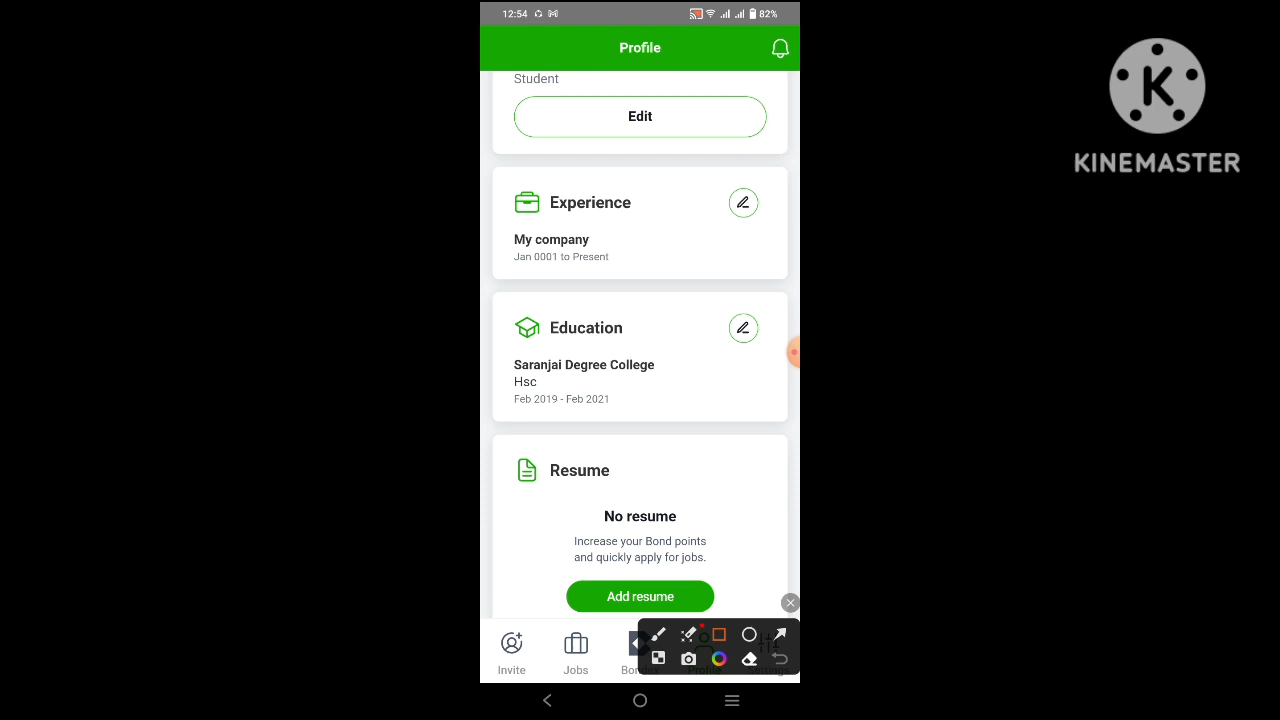 12:54
82%
Profile
Student
Edit
Experience
My company
Jan 0001 to Present
Education
Saranjai Degree College
Hsc
Feb 2019 - Feb 2021
Resume
No resume
Increase your Bond points
and quickly apply for jobs.
Add resume
Invite
Jobs
Profile
Settings
K
KINEMASTER